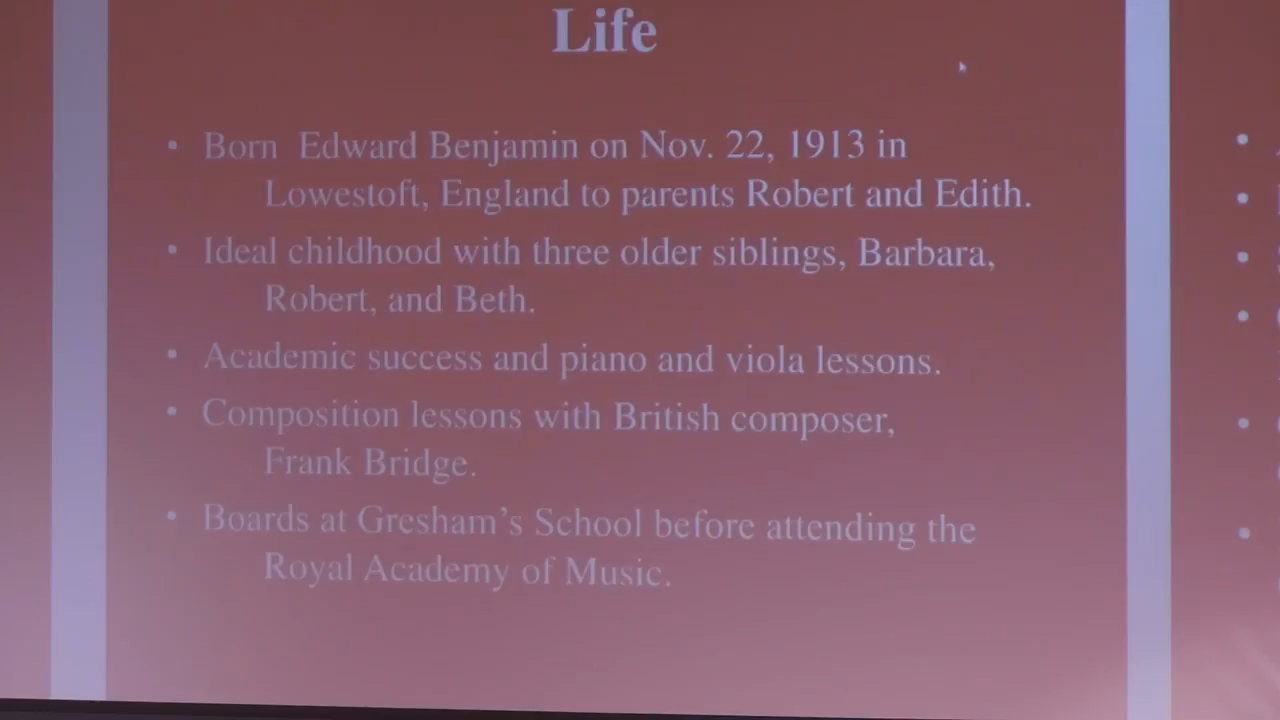 Life
• Born Edward Benjamin on Nov. 22, 1913 in
Lowestoft, England to parents Robert and Edith.
• Ideal childhood with three older siblings, Barbara,
Robert, and Beth.
• Academic success and piano and viola lessons.
• Composition lessons with British composer,
Frank Bridge.
• Boards at Gresham's School before attending the
Royal Academy of Music.